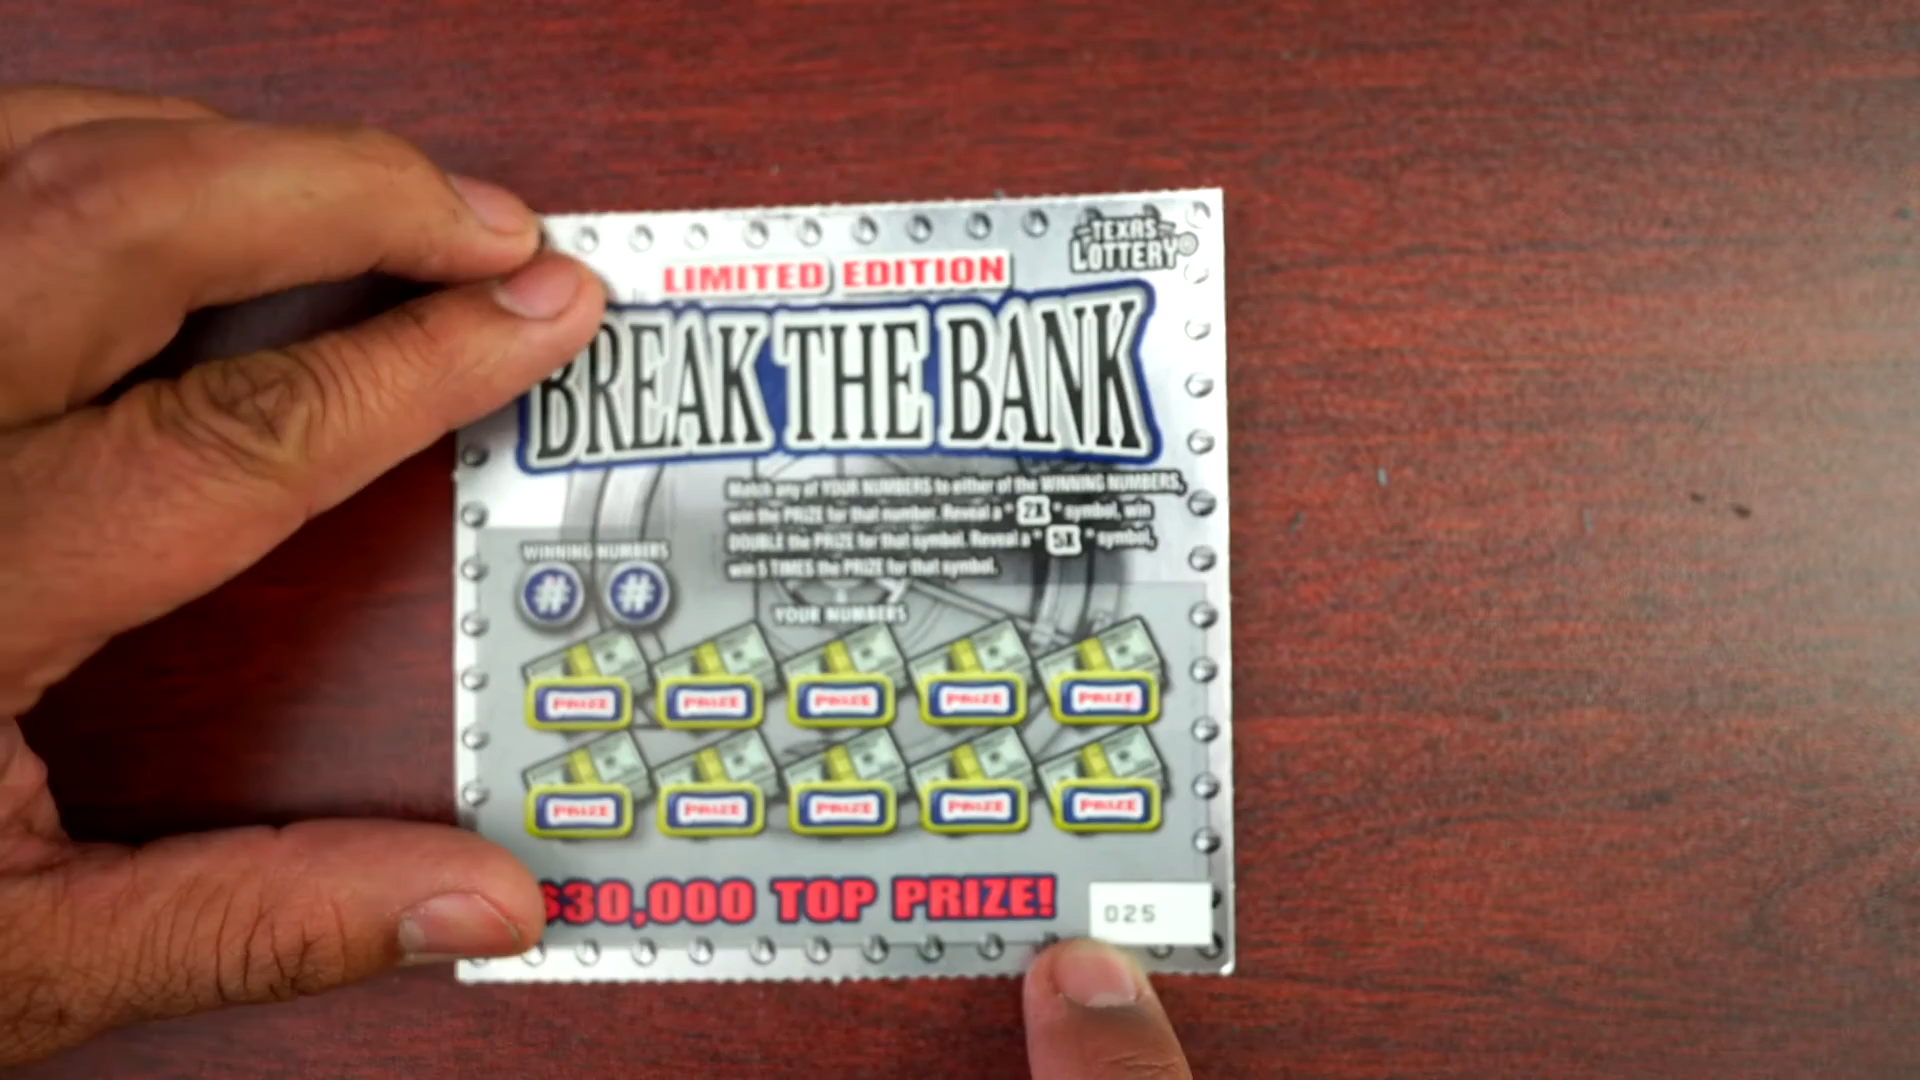 TEXAS
LOTTERY®
LIMITED EDITION
BREAK THE BANK
Match any of YOUR NUMBERS to either of the WINNING NUMBERS,
win the PRIZE for that number. Reveal a "2X" symbol, win
DOUBLE the PRIZE for that symbol. Reveal a "5X" symbol,
win 5 TIMES the PRIZE for that symbol.
WINNING NUMBERS
# #
YOUR NUMBERS
PRIZE PRIZE PRIZE PRIZE PRIZE
PRIZE PRIZE PRIZE PRIZE PRIZE
$30,000 TOP PRIZE!
025